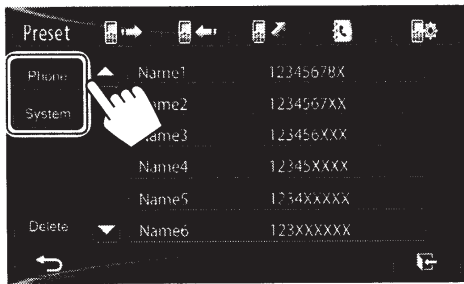 Preset
Phone
System
Delete
Name1 12345678X
Name2 1234567XX
Name3 123456XXX
Name4 12345XXXX
Name5 1234XXXXX
Name6 123XXXXXX